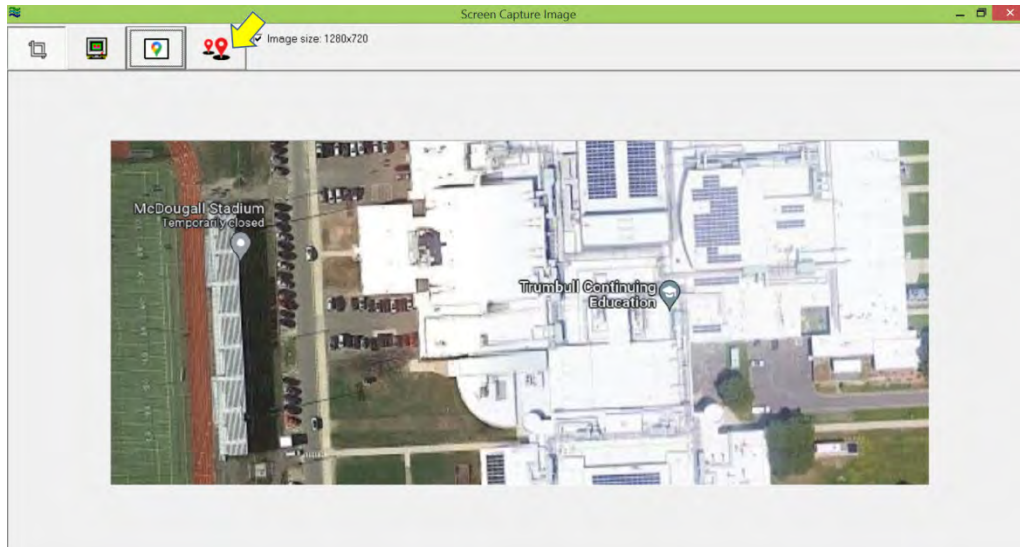 Screen Capture Image
Image size: 1280x720
McDougall Stadium
Temporarily closed
Trumbull Continuing
Education